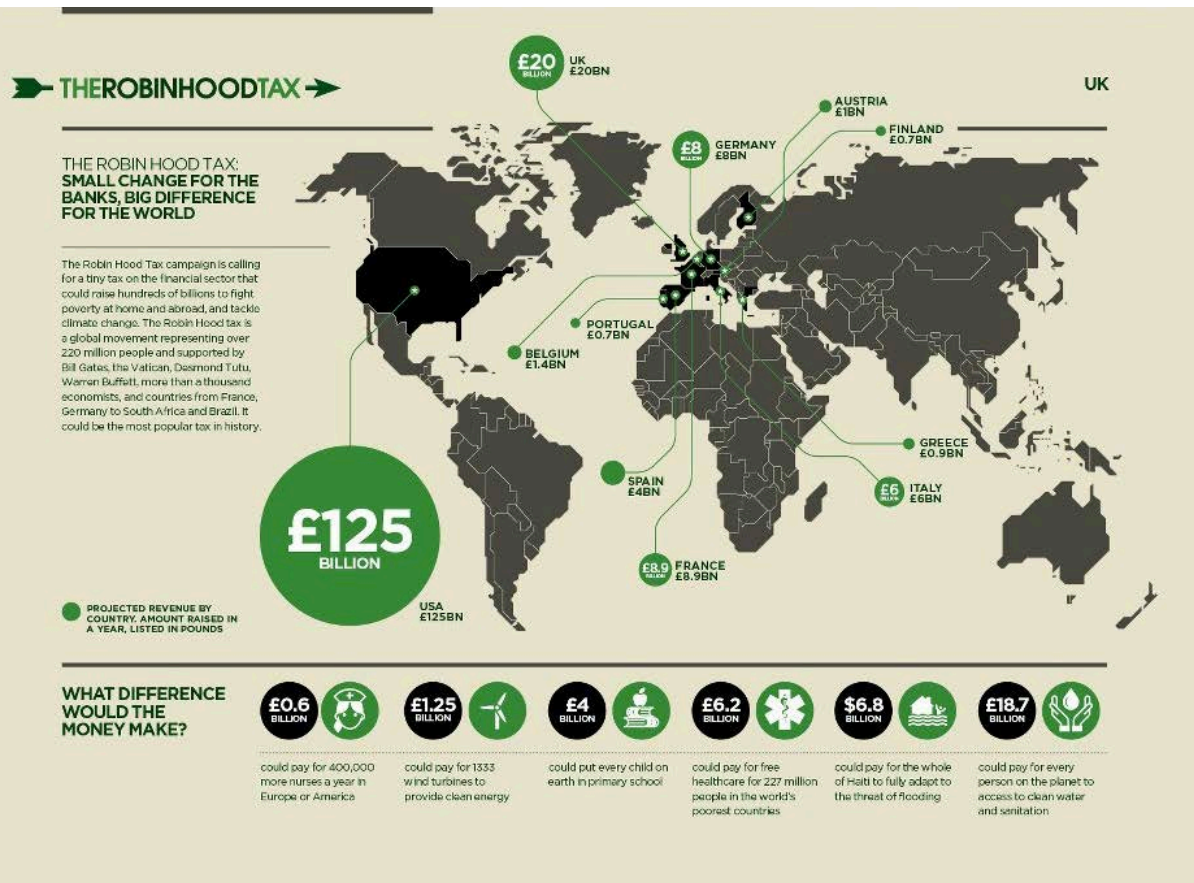 THEROBINHOODTAX
UK
THE ROBIN HOOD TAX:
SMALL CHANGE FOR THE
BANKS, BIG DIFFERENCE
FOR THE WORLD
The Robin Hood Tax campaign is calling
for a tiny tax on the financial sector that
could raise hundreds of billions to fight
poverty at home and abroad, and tackle
climate change. The Robin Hood tax is
a global movement representing over
220 million people and supported by
Bill Gates, the Vatican, Desmond Tutu,
Warren Buffett, more than a thousand
economists, and countries from France,
Germany to South Africa and Brazil. It
could be the most popular tax in history.
£20
BILLION
UK
£20BN
£8
BILLION
GERMANY
£8BN
AUSTRIA
£1BN
FINLAND
£0.7BN
PORTUGAL
£0.7BN
BELGIUM
£1.4BN
SPAIN
£4BN
GREECE
£0.9BN
£6
BILLION
ITALY
£6BN
£8.9
BILLION
FRANCE
£8.9BN
£125
BILLION
USA
£125BN
PROJECTED REVENUE BY
COUNTRY. AMOUNT RAISED IN
A YEAR, LISTED IN POUNDS
WHAT DIFFERENCE
WOULD THE
MONEY MAKE?
£0.6
BILLION
could pay for 400,000
more nurses a year in
Europe or America
£1.25
BILLION
could pay for 1333
wind turbines to
provide clean energy
£4
BILLION
could put every child on
earth in primary school
£6.2
BILLION
could pay for free
healthcare for 227 million
people in the world's
poorest countries
$6.8
BILLION
could pay for the whole
of Haiti to fully adapt to
the threat of flooding
£18.7
BILLION
could pay for every
person on the planet to
access to clean water
and sanitation